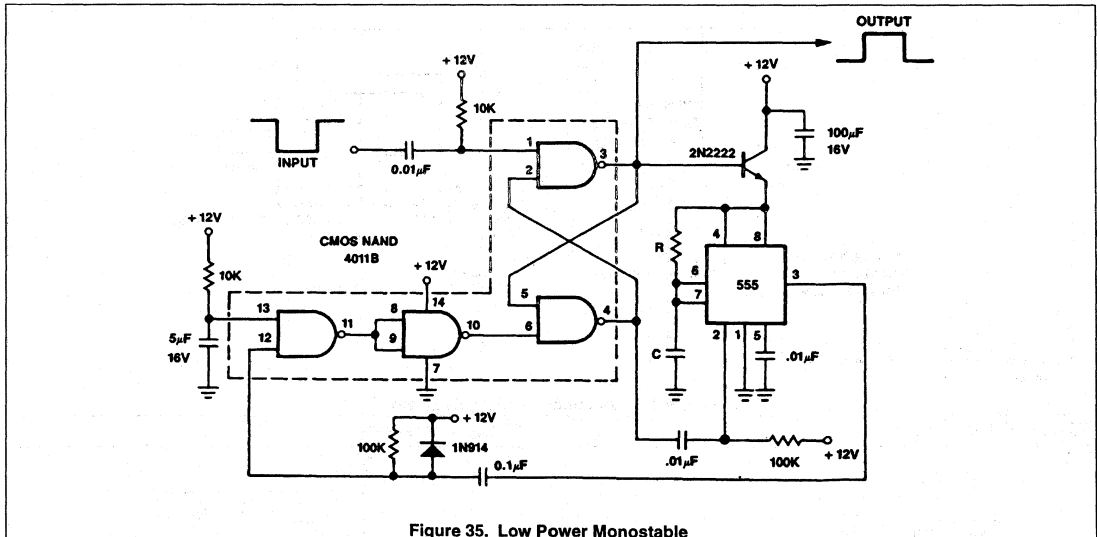 OUTPUT
+ 12V
+ 12V
10K
100µF
16V
INPUT
0.01µF
1
2
3
2N2222
+ 12V
CMOS NAND
4011B
+ 12V
10K
R
4
8
6
7
555
3
5
6
4
13
12
11
8
9
14
10
7
2
1
5
5µF
16V
C
.01µF
+ 12V
100K
1N914
0.1µF
.01µF
100K
+ 12V
Figure 35. Low Power Monostable